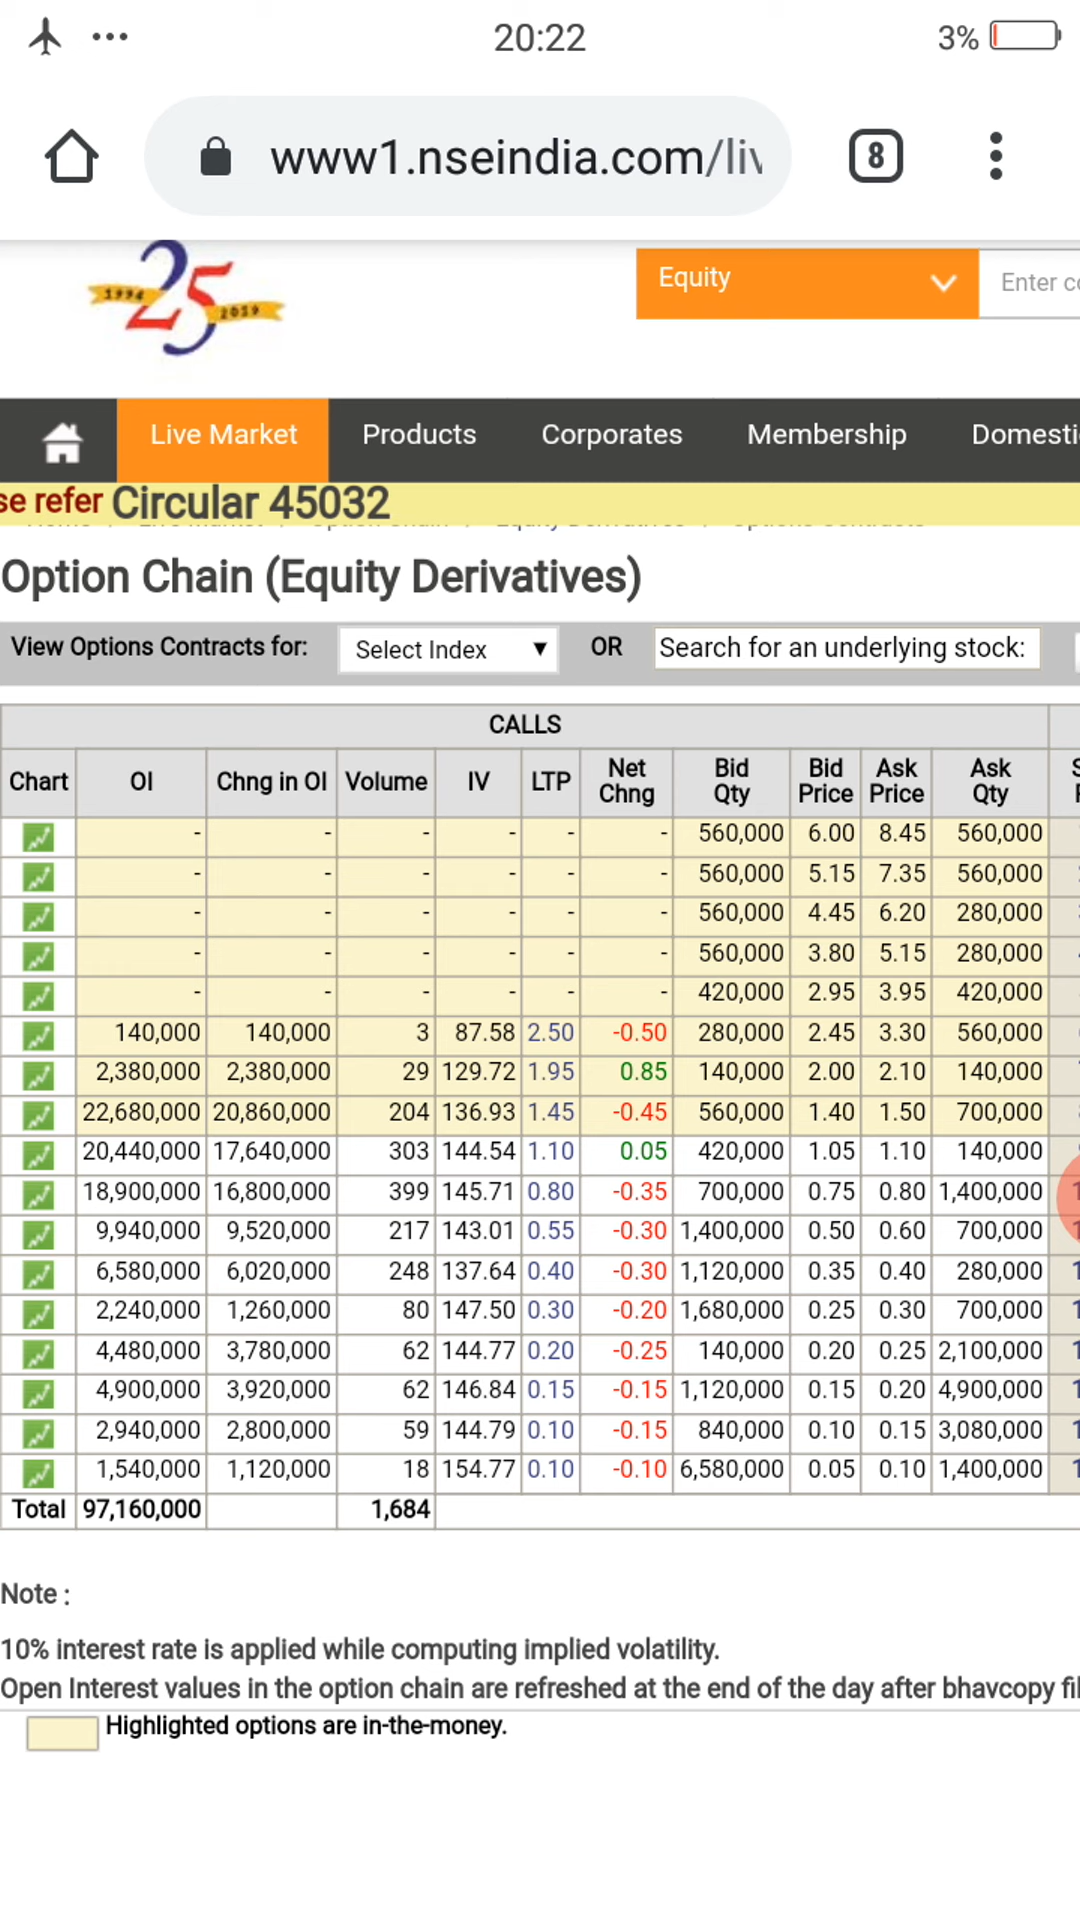 20:22 3%
www1.nseindia.com/liv 8
1994 25 2019
Equity Enter co
Live Market Products Corporates Membership Domesti
se refer Circular 45032
Option Chain (Equity Derivatives)
View Options Contracts for: Select Index OR Search for an underlying stock:
CALLS
Chart OI Chng in OI Volume IV LTP Net Chng Bid Qty Bid Price Ask Price Ask Qty
- - - - - - 560,000 6.00 8.45 560,000
- - - - - - 560,000 5.15 7.35 560,000
- - - - - - 560,000 4.45 6.20 280,000
- - - - - - 560,000 3.80 5.15 280,000
- - - - - - 420,000 2.95 3.95 420,000
140,000 140,000 3 87.58 2.50 -0.50 280,000 2.45 3.30 560,000
2,380,000 2,380,000 29 129.72 1.95 0.85 140,000 2.00 2.10 140,000
22,680,000 20,860,000 204 136.93 1.45 -0.45 560,000 1.40 1.50 700,000
20,440,000 17,640,000 303 144.54 1.10 0.05 420,000 1.05 1.10 140,000
18,900,000 16,800,000 399 145.71 0.80 -0.35 700,000 0.75 0.80 1,400,000
9,940,000 9,520,000 217 143.01 0.55 -0.30 1,400,000 0.50 0.60 700,000
6,580,000 6,020,000 248 137.64 0.40 -0.30 1,120,000 0.35 0.40 280,000
2,240,000 1,260,000 80 147.50 0.30 -0.20 1,680,000 0.25 0.30 700,000
4,480,000 3,780,000 62 144.77 0.20 -0.25 140,000 0.20 0.25 2,100,000
4,900,000 3,920,000 62 146.84 0.15 -0.15 1,120,000 0.15 0.20 4,900,000
2,940,000 2,800,000 59 144.79 0.10 -0.15 840,000 0.10 0.15 3,080,000
1,540,000 1,120,000 18 154.77 0.10 -0.10 6,580,000 0.05 0.10 1,400,000
Total 97,160,000 1,684
Note :
10% interest rate is applied while computing implied volatility.
Open Interest values in the option chain are refreshed at the end of the day after bhavcopy fil
Highlighted options are in-the-money.